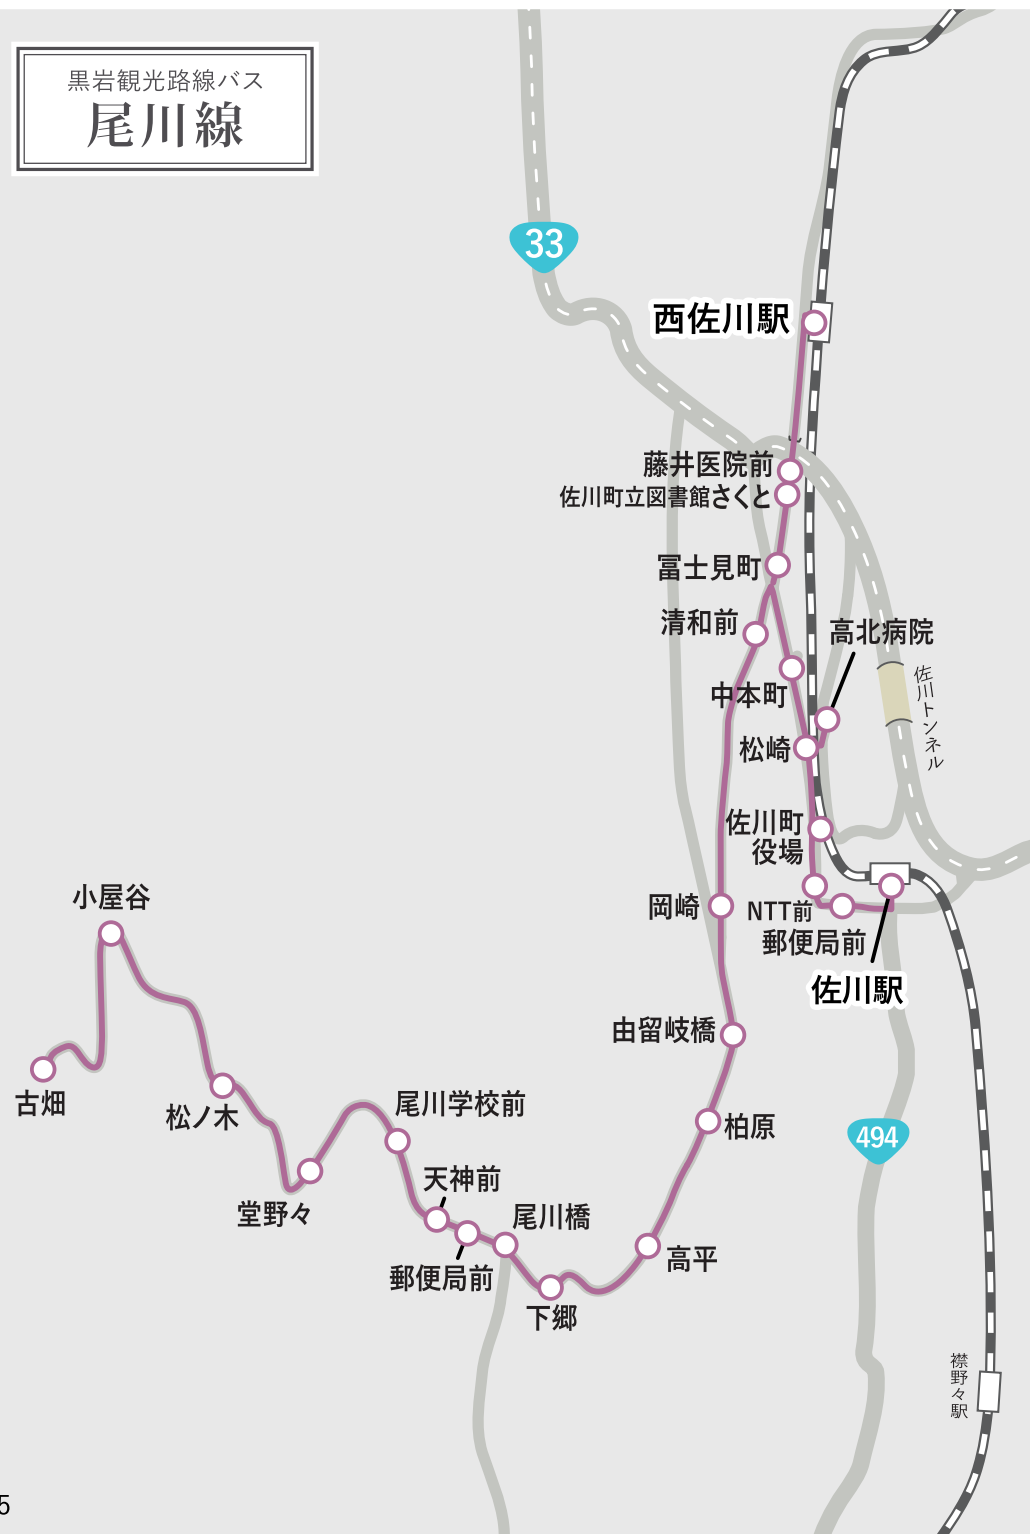 黒岩観光路線バス
尾川線
33
西佐川駅
藤井医院前
佐川町立図書館さくと
冨士見町
清和前
高北病院
中本町
佐川トンネル
松崎
佐川町
役場
小屋谷
岡崎
NTT前
郵便局前
佐川駅
由留岐橋
古畑
松ノ木
尾川学校前
柏原
494
天神前
堂野々
尾川橋
高平
郵便局前
下郷
襟野々駅
5